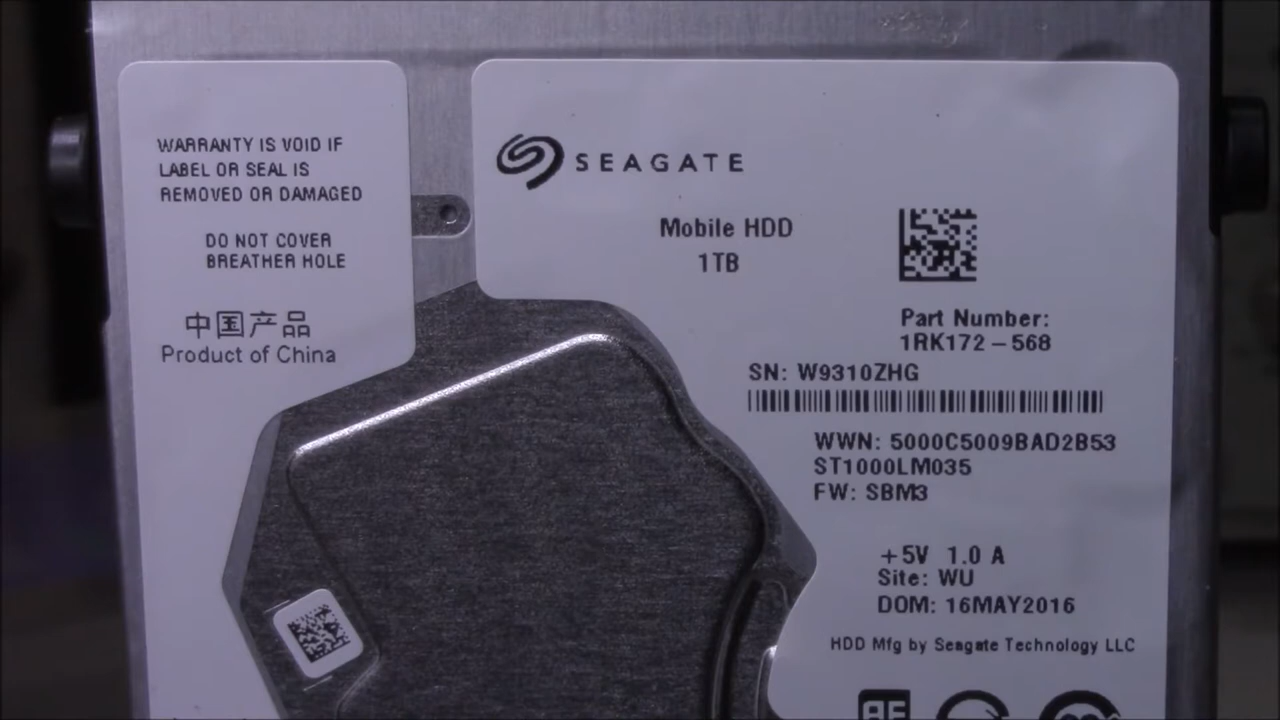 WARRANTY IS VOID IF
LABEL OR SEAL IS
REMOVED OR DAMAGED
DO NOT COVER
BREATHER HOLE
中国产品
Product of China
SEAGATE
Mobile HDD
1TB
Part Number:
1RK172-568
SN: W9310ZHG
WWN: 5000C5009BAD2B53
ST1000LM035
FW: SBM3
+5V 1.0 A
Site: WU
DOM: 16MAY2016
HDD Mfg by Seagate Technology LLC